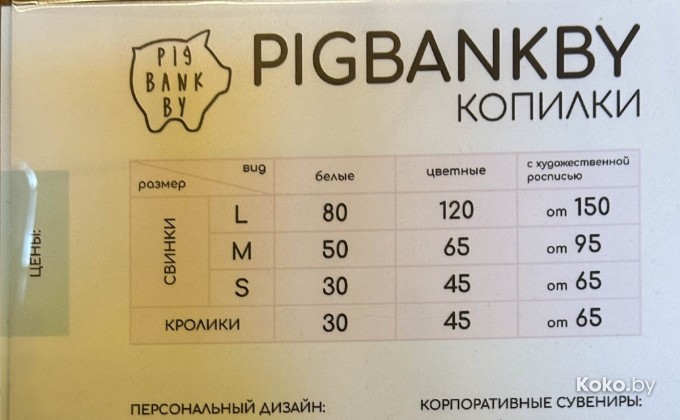 PIG
BANK
BY
PIGBANKBY
КОПИЛКИ
размер вид белые цветные с художественной росписью
ЦЕНЫ:
СВИНКИ
L 80 120 от 150
M 50 65 от 95
S 30 45 от 65
КРОЛИКИ 30 45 от 65
ПЕРСОНАЛЬНЫЙ ДИЗАЙН: КОРПОРАТИВНЫЕ СУВЕНИРЫ:
Koko.by